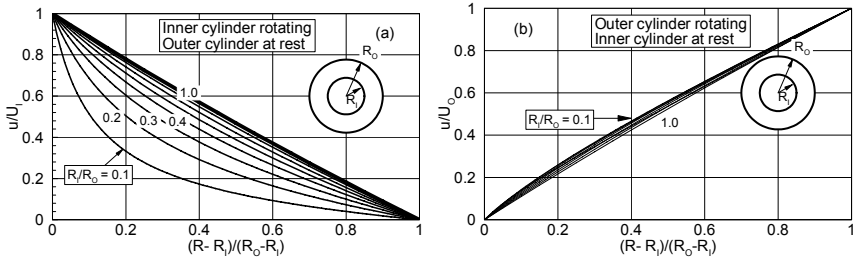 Inner cylinder rotating
Outer cylinder at rest
(a)
R_O
R_I
1.0
0.2
0.3
0.4
R_I/R_O = 0.1
u/U_I
1
0.8
0.6
0.4
0.2
0
0 0.2 0.4 0.6 0.8 1
(R- R_I)/(R_O-R_I)
(b)
Outer cylinder rotating
Inner cylinder at rest
R_O
R_I
R_I/R_O = 0.1
1.0
u/U_O
1
0.8
0.6
0.4
0.2
0
0 0.2 0.4 0.6 0.8 1
(R- R_I)/(R_O-R_I)